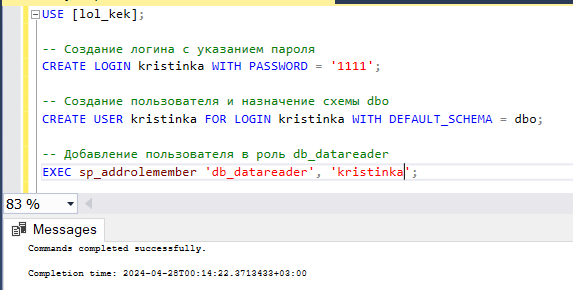 USE [lol_kek];
-- Создание логина с указанием пароля
CREATE LOGIN kristinka WITH PASSWORD = '1111';
-- Создание пользователя и назначение схемы dbo
CREATE USER kristinka FOR LOGIN kristinka WITH DEFAULT_SCHEMA = dbo;
-- Добавление пользователя в роль db_datareader
EXEC sp_addrolemember 'db_datareader', 'kristinka';
83 %
Messages
Commands completed successfully.
Completion time: 2024-04-28T00:14:22.3713433+03:00